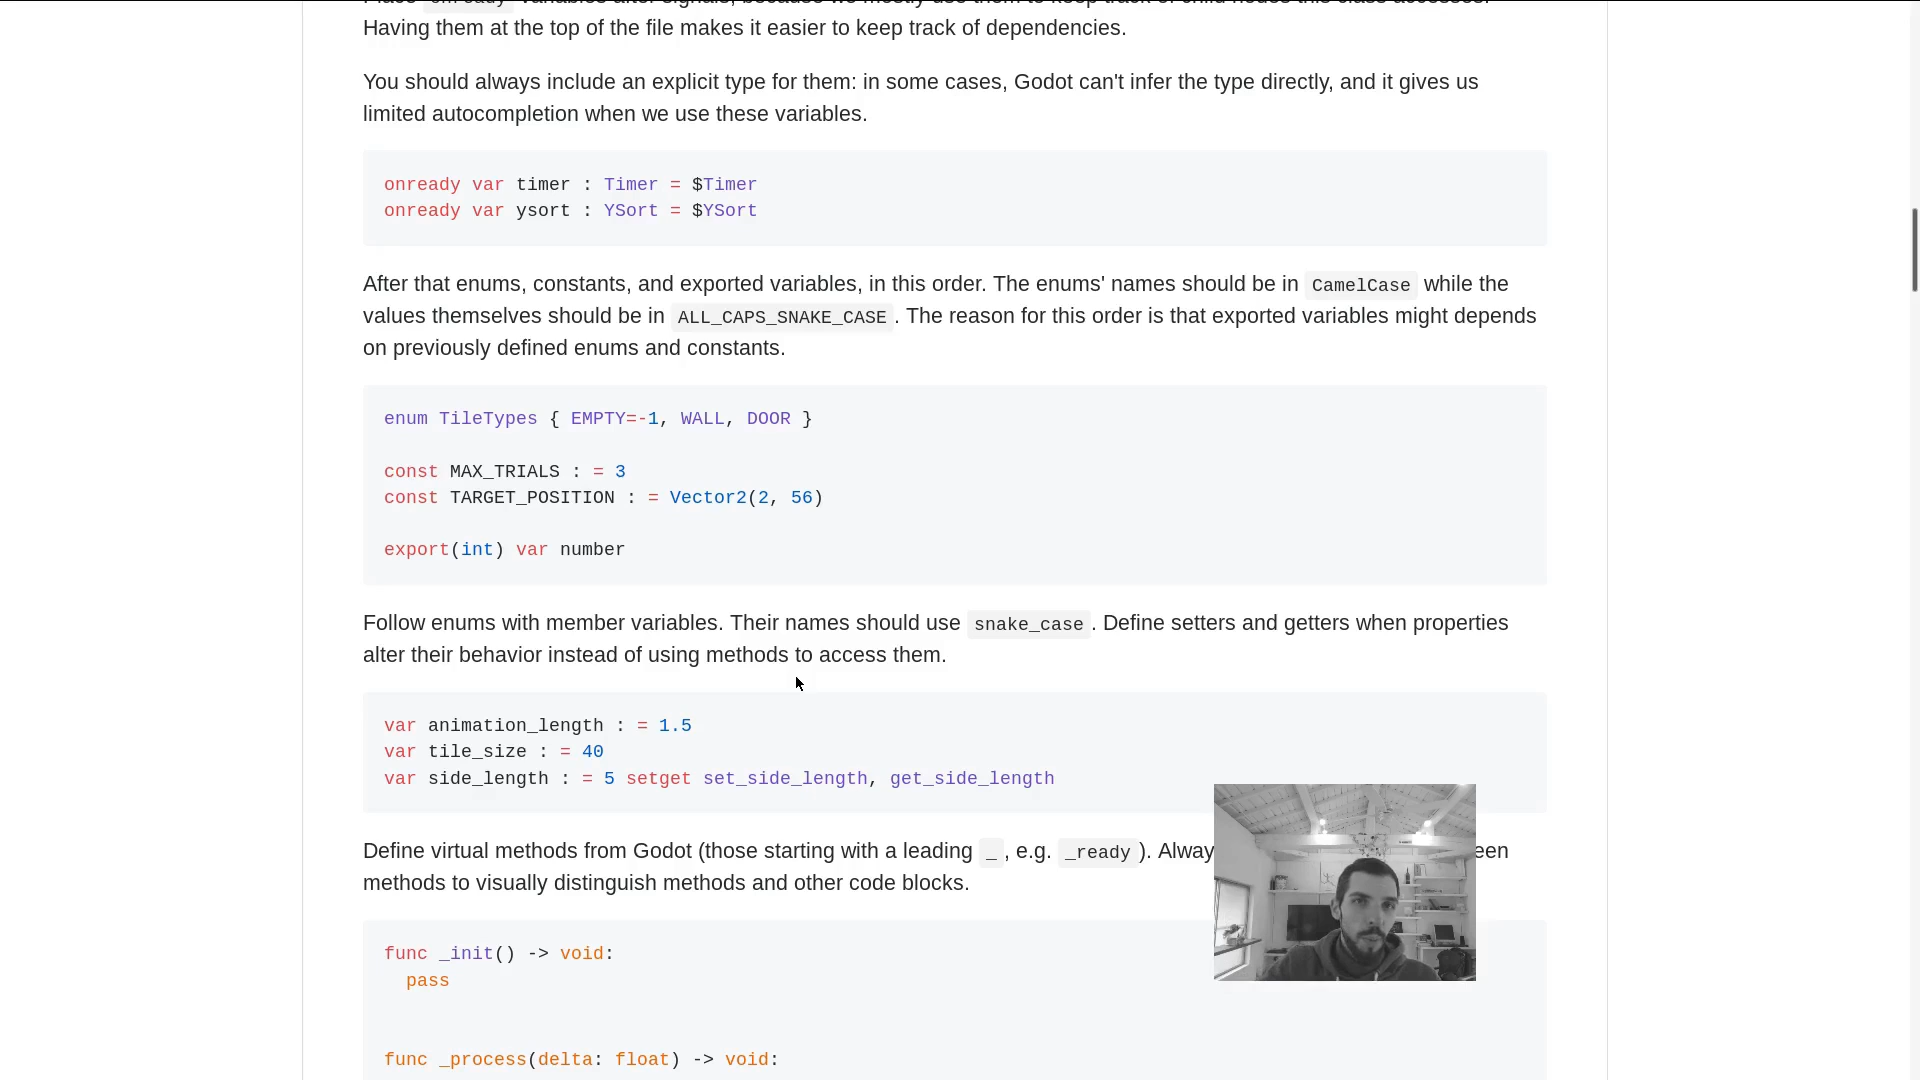 Having them at the top of the file makes it easier to keep track of dependencies.
You should always include an explicit type for them: in some cases, Godot can't infer the type directly, and it gives us
limited autocompletion when we use these variables.
onready var timer : Timer = $Timer
onready var ysort : YSort = $YSort
After that enums, constants, and exported variables, in this order. The enums' names should be in CamelCase while the
values themselves should be in ALL_CAPS_SNAKE_CASE . The reason for this order is that exported variables might depends
on previously defined enums and constants.
enum TileTypes { EMPTY=-1, WALL, DOOR }
const MAX_TRIALS : = 3
const TARGET_POSITION : = Vector2(2, 56)
export(int) var number
Follow enums with member variables. Their names should use snake_case . Define setters and getters when properties
alter their behavior instead of using methods to access them.
var animation_length : = 1.5
var tile_size : = 40
var side_length : = 5 setget set_side_length, get_side_length
Define virtual methods from Godot (those starting with a leading _ , e.g. _ready ). Alway een
methods to visually distinguish methods and other code blocks.
func _init() -> void:
pass
func _process(delta: float) -> void: